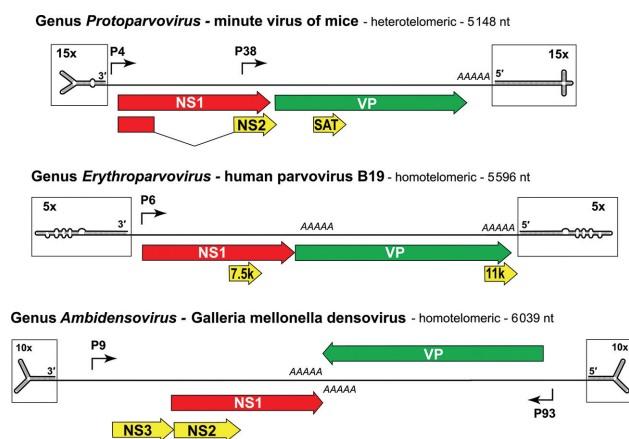 Genus Protoparvovirus - minute virus of mice - heterotelomeric - 5148 nt
15x P4 P38 15x
3′ AAAAA 5′
NS1 VP
NS2 SAT
Genus Erythroparvovirus - human parvovirus B19 - homotelomeric - 5596 nt
5x P6 5x
3′ AAAAA AAAAA 5′
NS1 VP
7.5k 11k
Genus Ambidensovirus - Galleria mellonella densovirus - homotelomeric - 6039 nt
10x P9 VP 10x
3′ AAAAA 5′
NS1 AAAAA P93
NS3 NS2